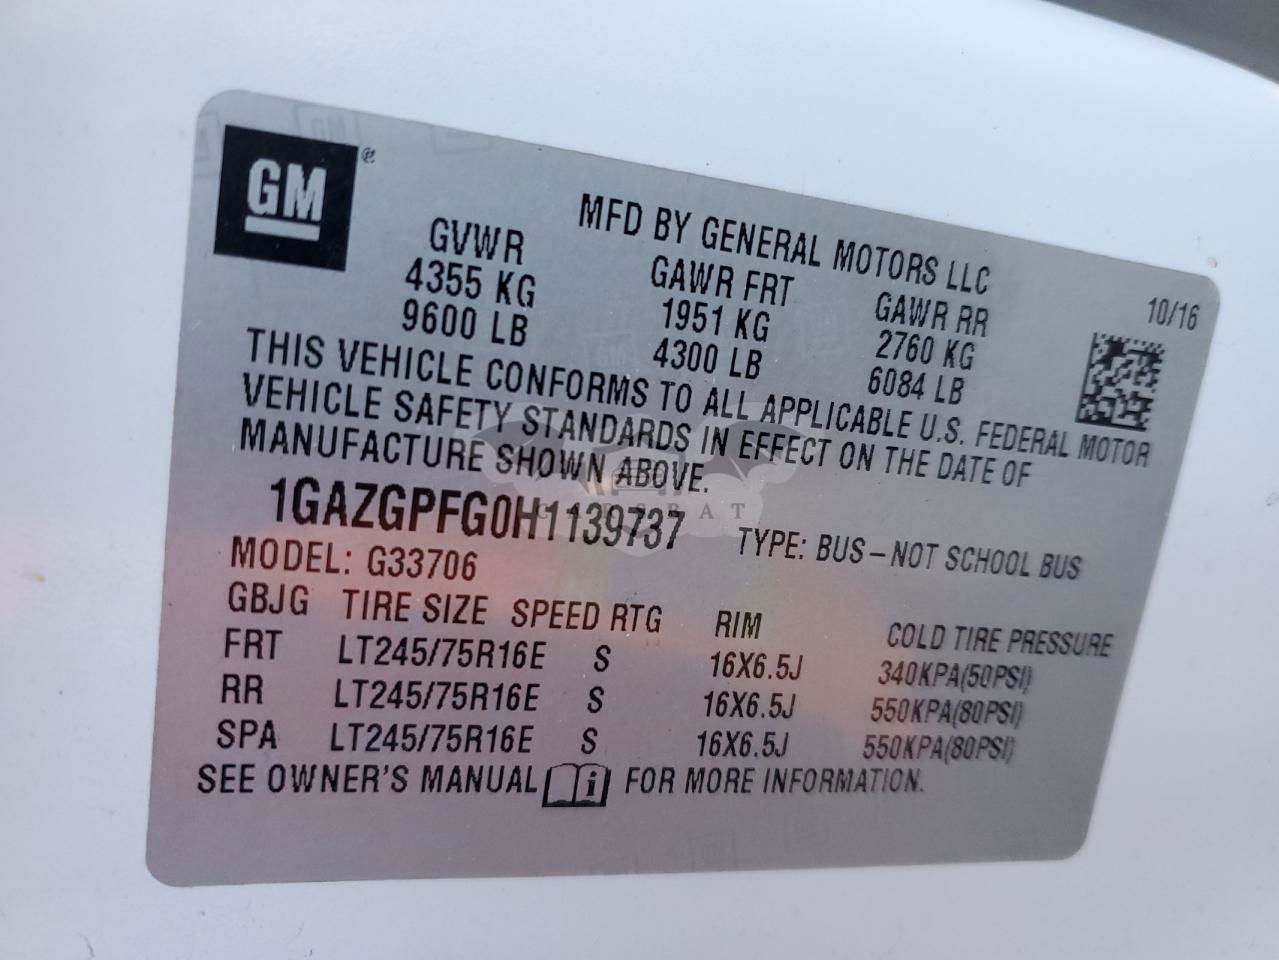 GM®
MFD BY GENERAL MOTORS LLC
GVWR GAWR FRT GAWR RR 10/16
4355 KG 1951 KG 2760 KG
9600 LB 4300 LB 6084 LB
THIS VEHICLE CONFORMS TO ALL APPLICABLE U.S. FEDERAL MOTOR
VEHICLE SAFETY STANDARDS IN EFFECT ON THE DATE OF
MANUFACTURE SHOWN ABOVE.
1GAZGPFG0H1139737 TYPE: BUS-NOT SCHOOL BUS
CARSBAT
MODEL: G33706
GBJG TIRE SIZE SPEED RTG RIM COLD TIRE PRESSURE
FRT LT245/75R16E S 16X6.5J 340KPA(50PSI)
RR LT245/75R16E S 16X6.5J 550KPA(80PSI)
SPA LT245/75R16E S 16X6.5J 550KPA(80PSI)
SEE OWNER'S MANUAL i FOR MORE INFORMATION.